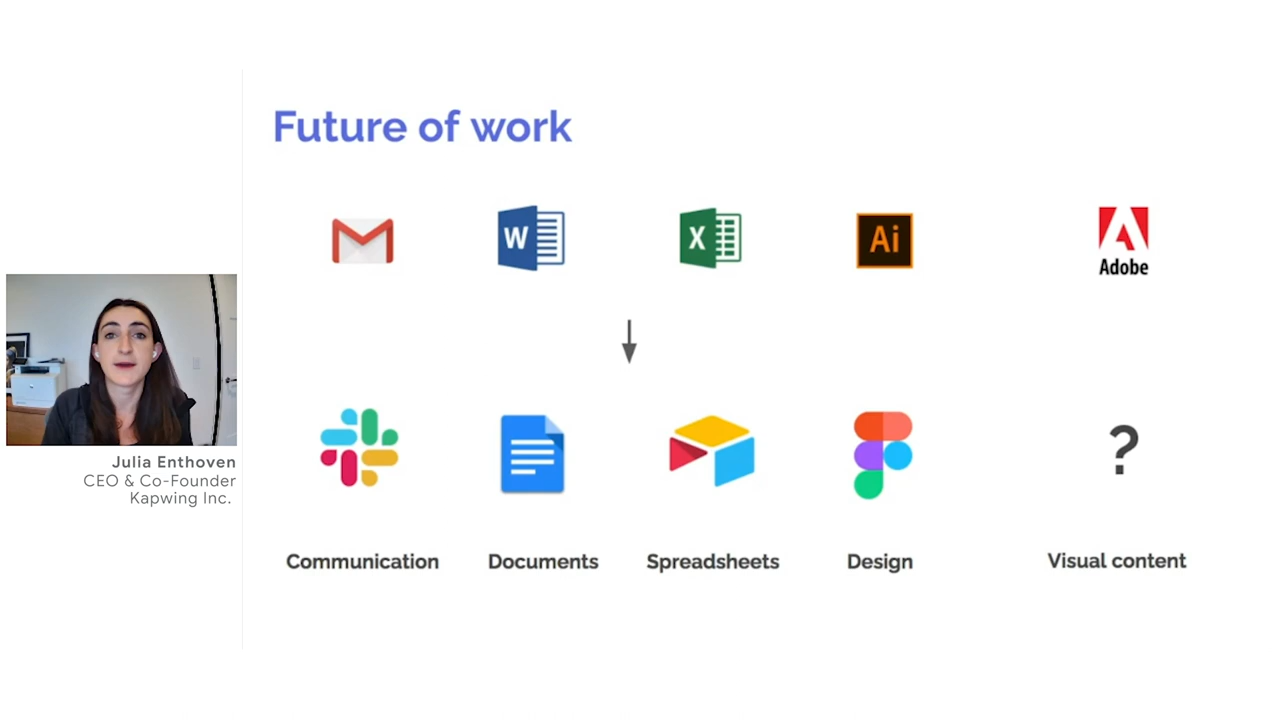 Future of work
W
X
Ai
Adobe
?
Communication
Documents
Spreadsheets
Design
Visual content
Julia Enthoven
CEO & Co-Founder
Kapwing Inc.